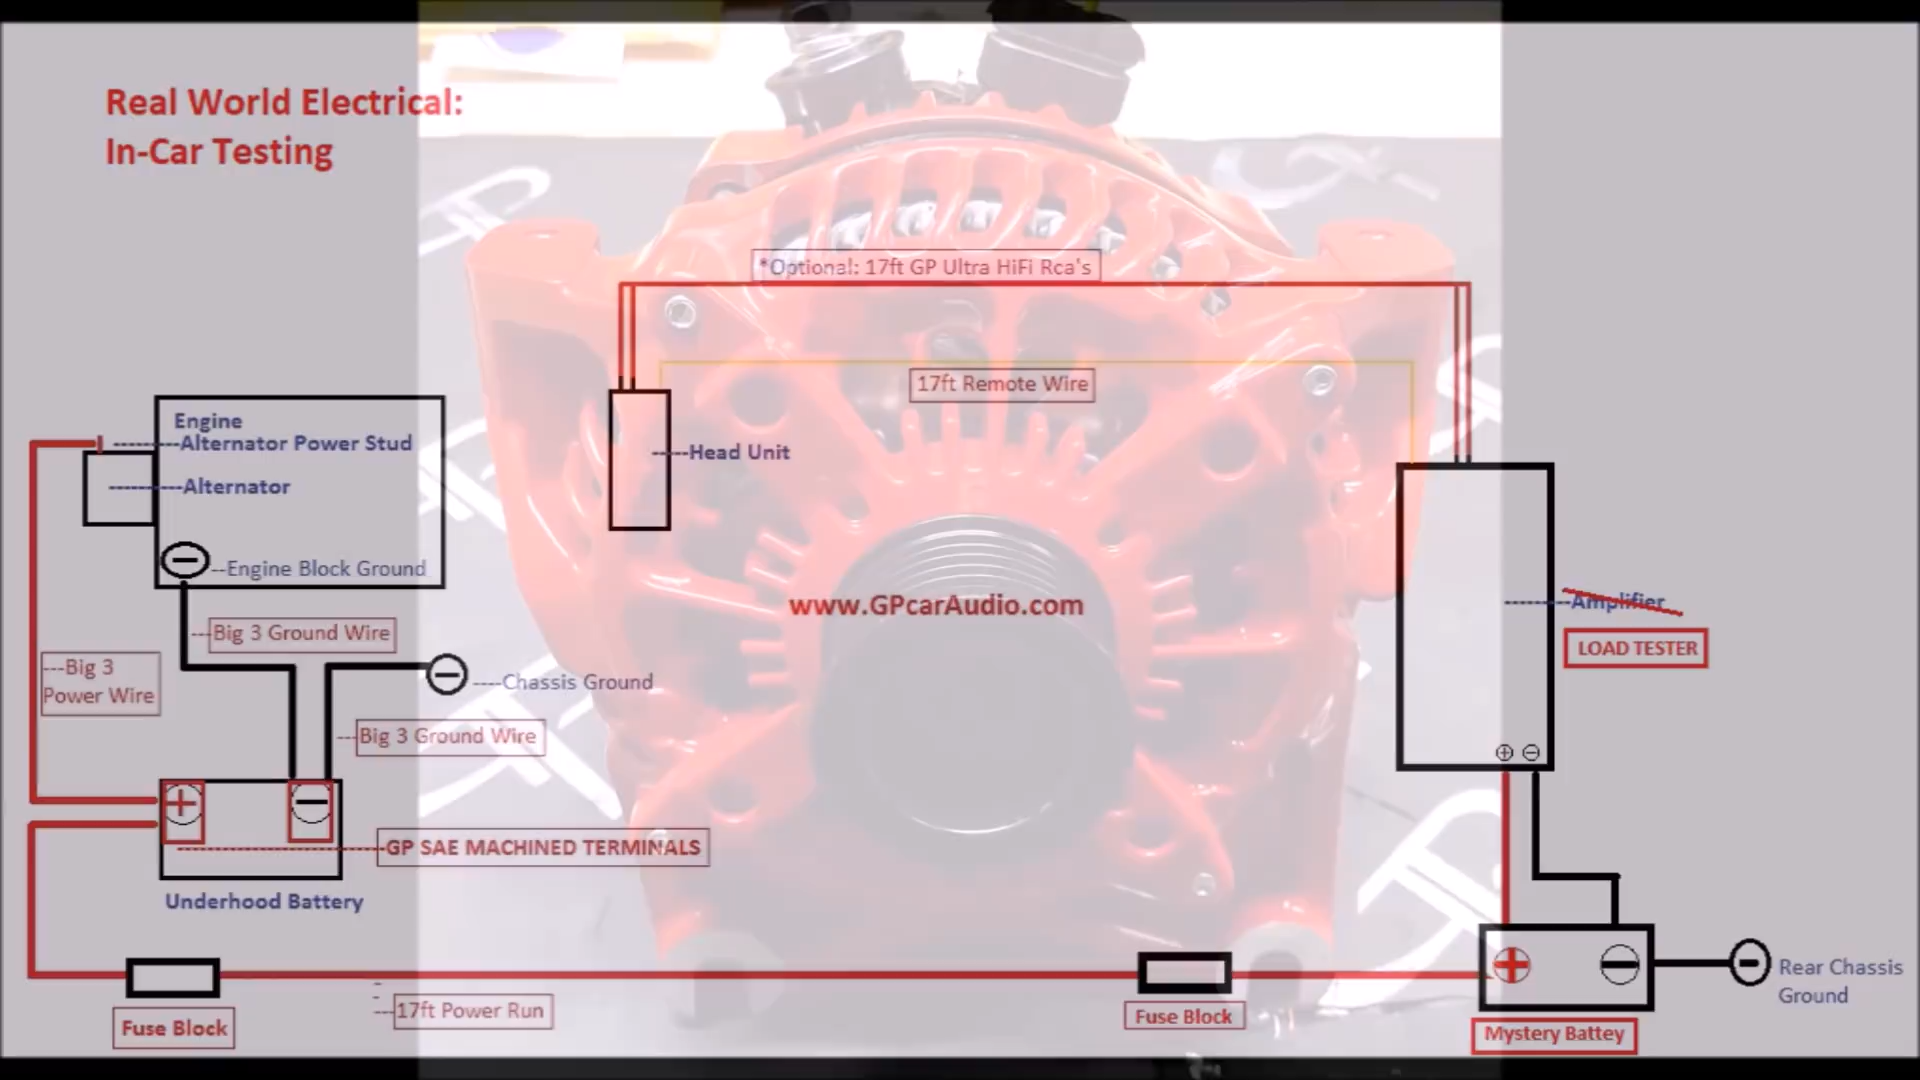 Real World Electrical:
In-Car Testing
*Optional: 17ft GP Ultra HiFi Rca's
17ft Remote Wire
Engine
Alternator Power Stud
Alternator
Head Unit
Engine Block Ground
www.GPcarAudio.com
Amplifier
LOAD TESTER
Big 3 Ground Wire
Big 3
Power Wire
Chassis Ground
Big 3 Ground Wire
GP SAE MACHINED TERMINALS
Underhood Battery
Rear Chassis
Ground
17ft Power Run
Fuse Block
Fuse Block
Mystery Battey